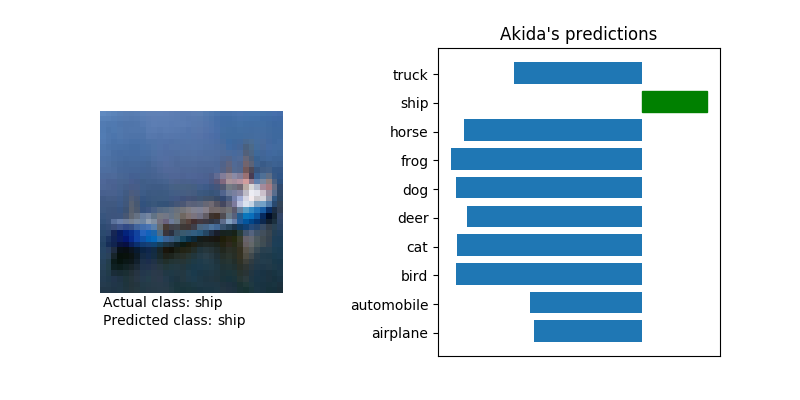 Akida's predictions
truck
ship
horse
frog
dog
deer
cat
bird
automobile
airplane
Actual class: ship
Predicted class: ship